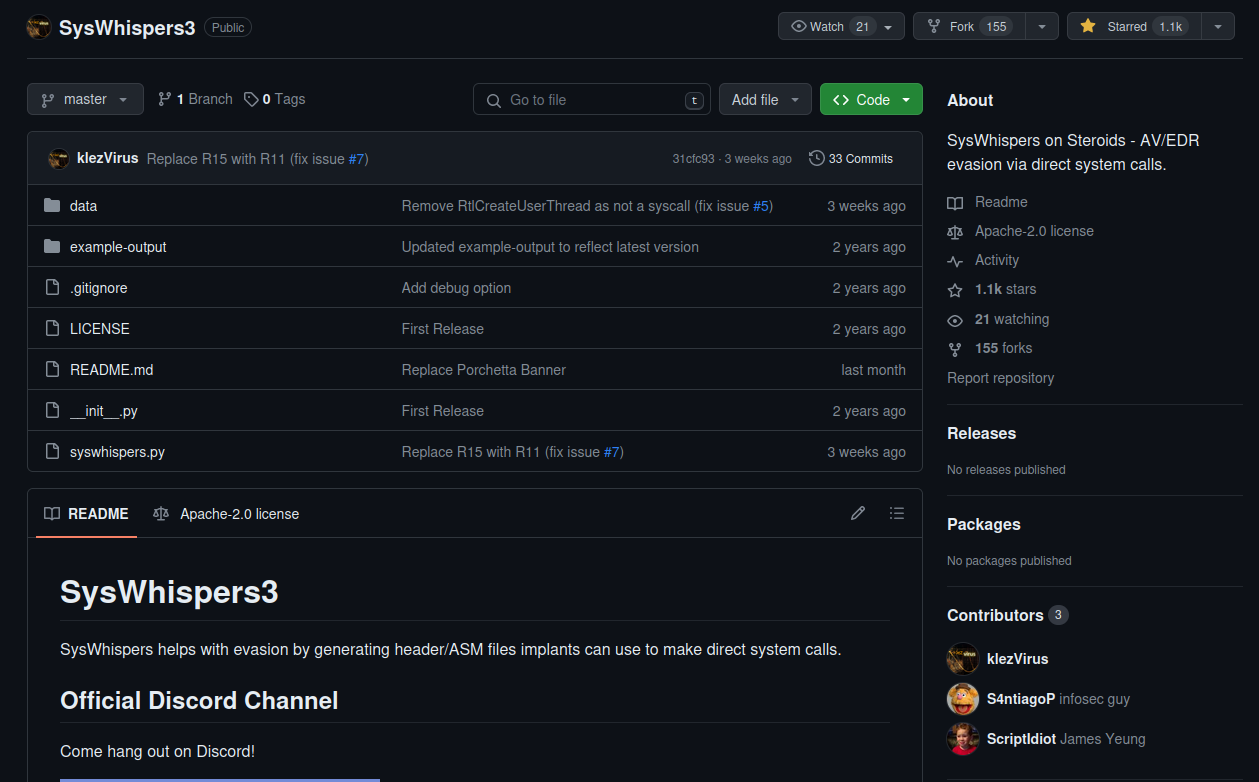 SysWhispers3 Public Watch 21 Fork 155 Starred 1.1k
master 1 Branch 0 Tags Go to file t Add file Code
klezVirus Replace R15 with R11 (fix issue #7) 31cfc93 · 3 weeks ago 33 Commits
data Remove RtlCreateUserThread as not a syscall (fix issue #5) 3 weeks ago
example-output Updated example-output to reflect latest version 2 years ago
.gitignore Add debug option 2 years ago
LICENSE First Release 2 years ago
README.md Replace Porchetta Banner last month
__init__.py First Release 2 years ago
syswhispers.py Replace R15 with R11 (fix issue #7) 3 weeks ago
README Apache-2.0 license
SysWhispers3
SysWhispers helps with evasion by generating header/ASM files implants can use to make direct system calls.
Official Discord Channel
Come hang out on Discord!
About
SysWhispers on Steroids - AV/EDR
evasion via direct system calls.
Readme
Apache-2.0 license
Activity
1.1k stars
21 watching
155 forks
Report repository
Releases
No releases published
Packages
No packages published
Contributors 3
klezVirus
S4ntiagoP infosec guy
ScriptIdiot James Yeung